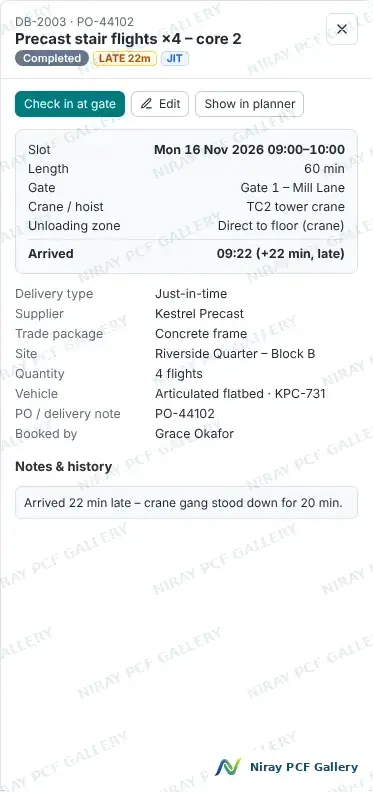 DB-2003 · PO-44102
Precast stair flights ×4 – core 2
Completed LATE 22m JIT
Check in at gate Edit Show in planner
Slot Mon 16 Nov 2026 09:00–10:00
Length 60 min
Gate Gate 1 – Mill Lane
Crane / hoist TC2 tower crane
Unloading zone Direct to floor (crane)
Arrived 09:22 (+22 min, late)
Delivery type Just-in-time
Supplier Kestrel Precast
Trade package Concrete frame
Site Riverside Quarter – Block B
Quantity 4 flights
Vehicle Articulated flatbed · KPC-731
PO / delivery note PO-44102
Booked by Grace Okafor
Notes & history
Arrived 22 min late – crane gang stood down for 20 min.
NIRAY PCF GALLERY
Niray PCF Gallery